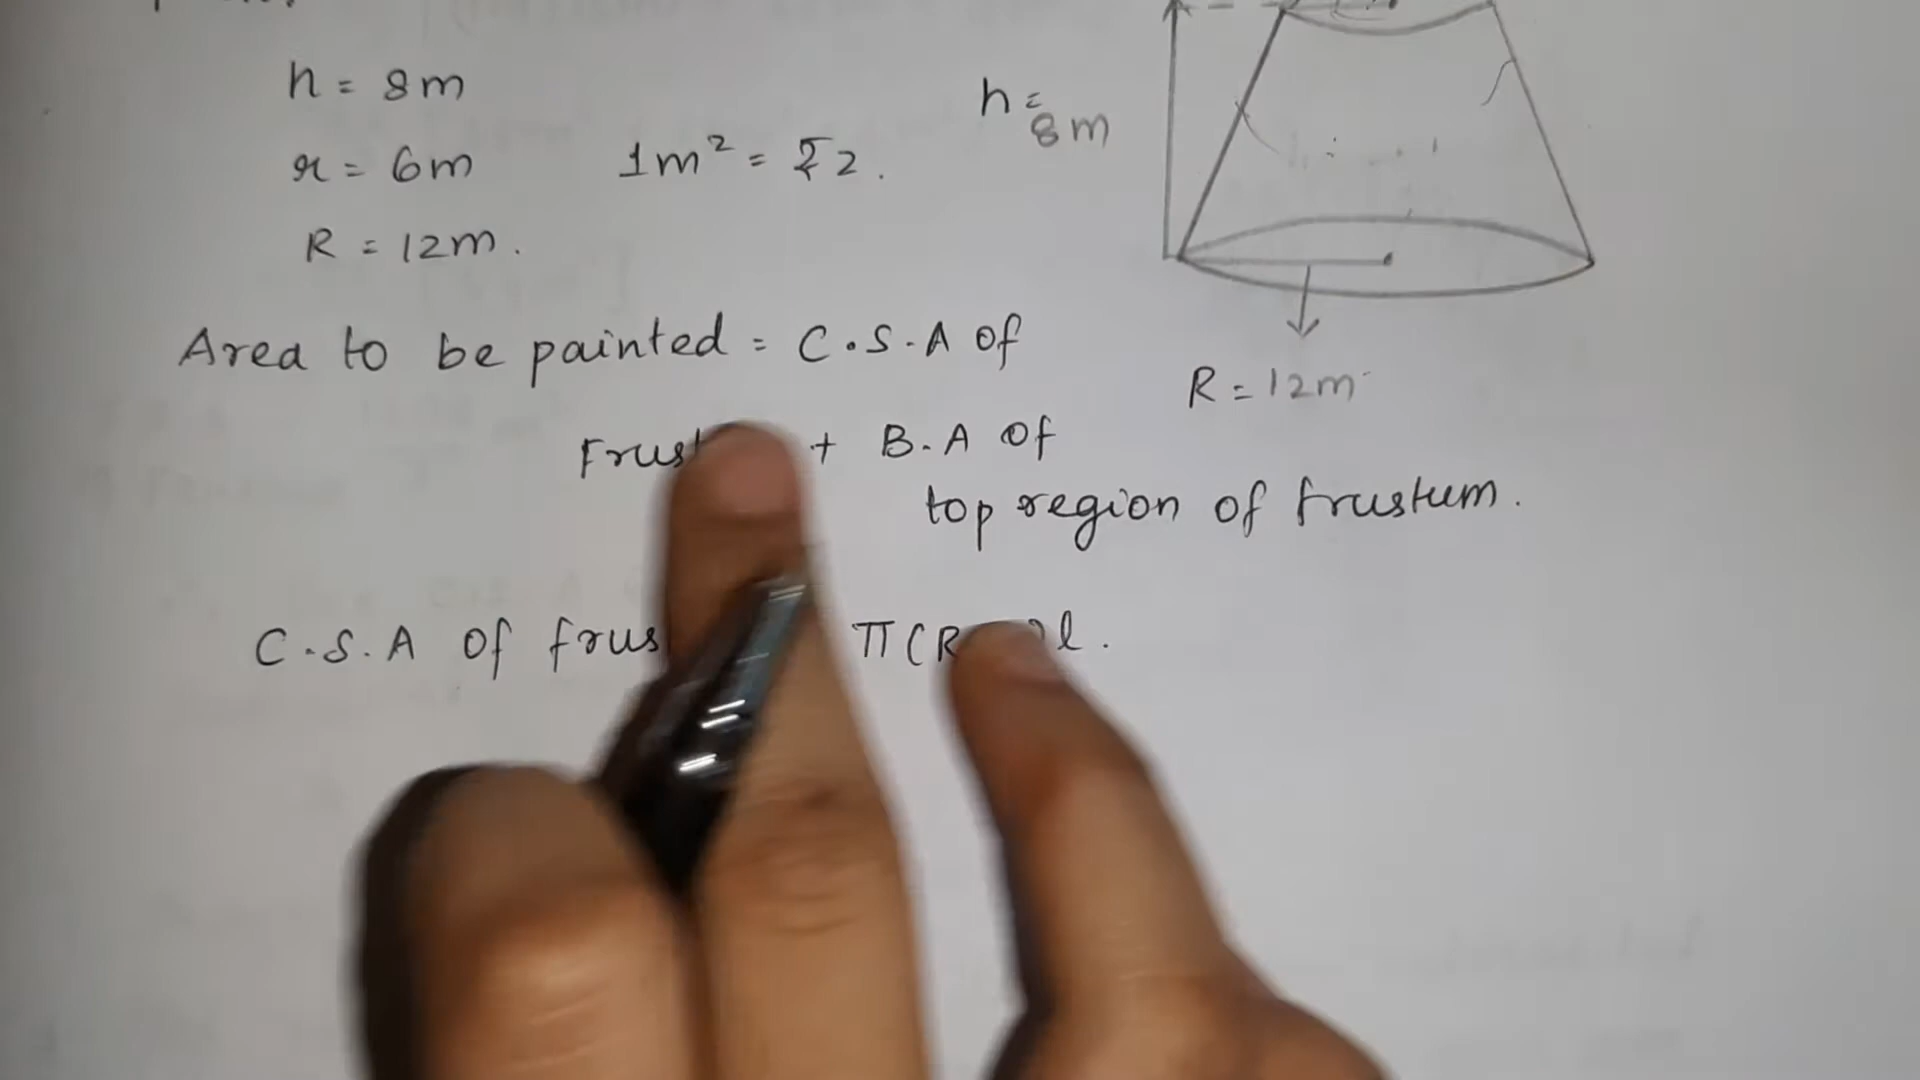 h = 8m
r = 6m
1m² = ₹2.
R = 12m.
h = 8m
R = 12m
Area to be painted = C.S.A of
+ B.A of
top region of frustum.
C.S.A of π(R l.